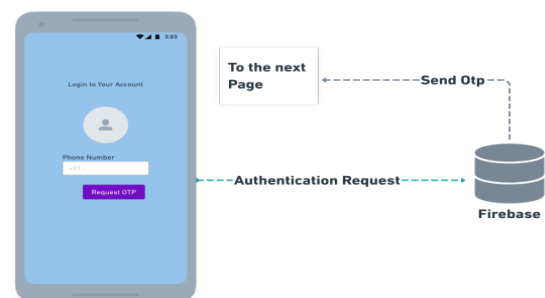 3:03
Login to Your Account
Phone Number
-91-
Request OTP
To the next
Page
Send Otp
Authentication Request
Firebase